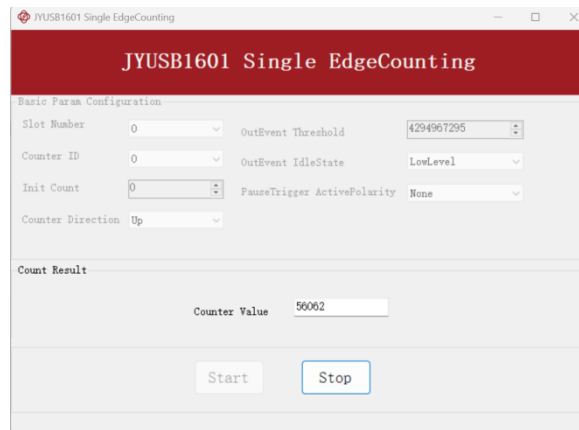 JYUSB1601 Single EdgeCounting
JYUSB1601 Single EdgeCounting
Basic Param Configuration
Slot Number 0 OutEvent Threshold 4294967295
Counter ID 0 OutEvent IdleState LowLevel
Init Count 0 PauseTrigger ActivePolarity None
Counter Direction Up
Count Result
Counter Value 56062
Start Stop